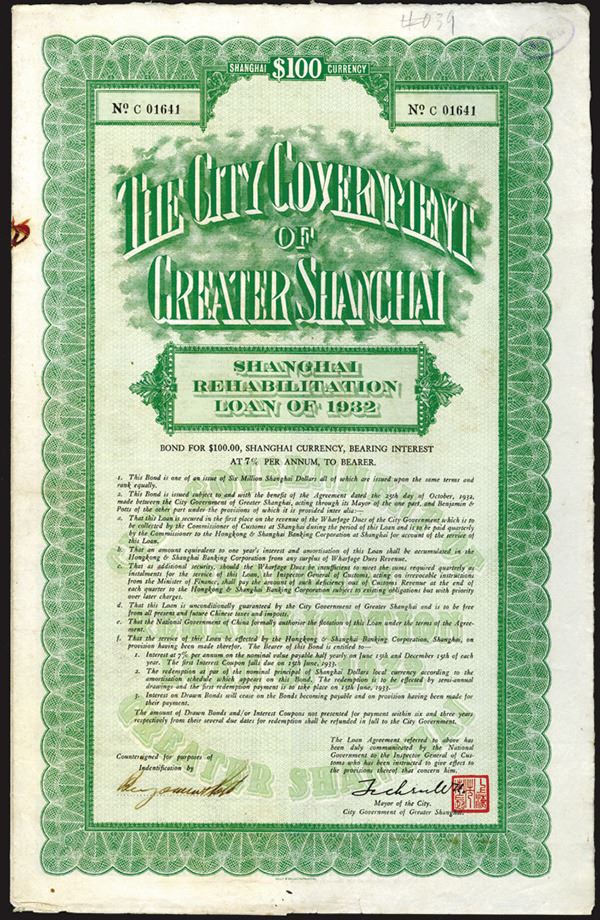 4039
SHANGHAI $100 CURRENCY
Nº C 01641
Nº C 01641
THE CITY GOVERNMENT
OF
GREATER SHANGHAI
SHANGHAI
REHABILITATION
LOAN OF 1932
BOND FOR $100.00, SHANGHAI CURRENCY, BEARING INTEREST
AT 7% PER ANNUM, TO BEARER.
1. This Bond is one of an issue of Six Million Shanghai Dollars all of which are issued upon the same terms and
rank equally.
2. This Bond is issued subject to and with the benefit of the Agreement dated the 25th day of October, 1932,
made between the City Government of Greater Shanghai, acting through its Mayor of the one part, and Benjamin &
Potts of the other part under the provisions of which it is provided inter alia:—
a. That this Loan is secured in the first place on the revenue of the Wharfage Dues of the City Government which is to
be collected by the Commissioner of Customs at Shanghai during the period of this Loan and is to be paid quarterly
by the Commissioner to the Hongkong & Shanghai Banking Corporation at Shanghai for account of the service of
this Loan.
b. That an amount equivalent to one year's interest and amortisation of this Loan shall be accumulated in the
Hongkong & Shanghai Banking Corporation from any surplus of Wharfage Dues Revenue.
c. That as additional security, should the Wharfage Dues be insufficient to meet the sums required quarterly as
instalments for the service of this Loan, the Inspector General of Customs, acting on irrevocable instructions
from the Minister of Finance, shall pay the amount of such deficiency out of Customs Revenue at the end of
each quarter to the Hongkong & Shanghai Banking Corporation subject to existing obligations but with priority
over later charges.
d. That this Loan is unconditionally guaranteed by the City Government of Greater Shanghai and is to be free
from all present and future Chinese taxes and imposts.
e. That the National Government of China formally authorise the flotation of this Loan under the terms of the Agree-
ment.
f. That the service of this Loan be effected by the Hongkong & Shanghai Banking Corporation, Shanghai, on
provision having been made therefor. The Bearer of this Bond is entitled to—
1. Interest at 7% per annum on the nominal value payable half yearly on June 15th and December 15th of each
year. The first Interest Coupon falls due on 15th June, 1933.
2. The redemption at par of the nominal principal of Shanghai Dollars local currency according to the
amortisation schedule which appears on this Bond. The redemption is to be effected by semi-annual
drawings and the first redemption payment is to take place on 15th June, 1933.
3. Interest on Drawn Bonds will cease on the Bonds becoming payable and on provision having been made for
their payment.
The amount of Drawn Bonds and/or Interest Coupons not presented for payment within six and three years
respectively from their several due dates for redemption shall be refunded in full to the City Government.
The Loan Agreement referred to above has
been duly communicated by the National
Government to the Inspector General of Cus-
toms who has been instructed to give effect to
the provisions thereof that concern him.
Countersigned for purposes of
Indentification by
Mayor of the City.
City Government of Greater Shanghai.